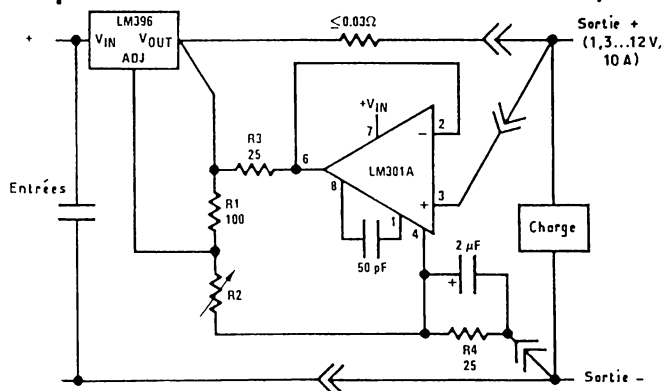 LM396
+
VIN VOUT
ADJ
≤0.03Ω
Sortie +
(1,3...12 V,
10 A)
+VIN
7
2
−
R3
25
6
LM301A
3
+
8
1
4
Entrées
R1
100
50 pF
2 µF
+
Charge
R2
R4
25
−
Sortie −